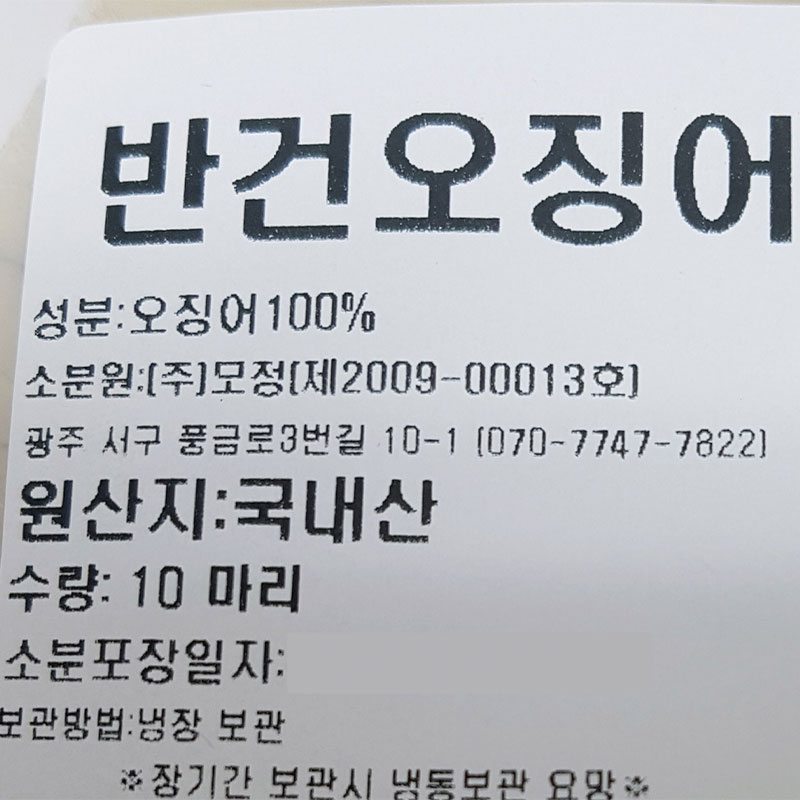 반건오징어
성분:오징어100%
소분원:(주)모정(제2009-00013호)
광주 서구 풍금로3번길 10-1 (070-7747-7822)
원산지:국내산
수량: 10 마리
소분포장일자:
보관방법:냉장 보관
※장기간 보관시 냉동보관 요망※